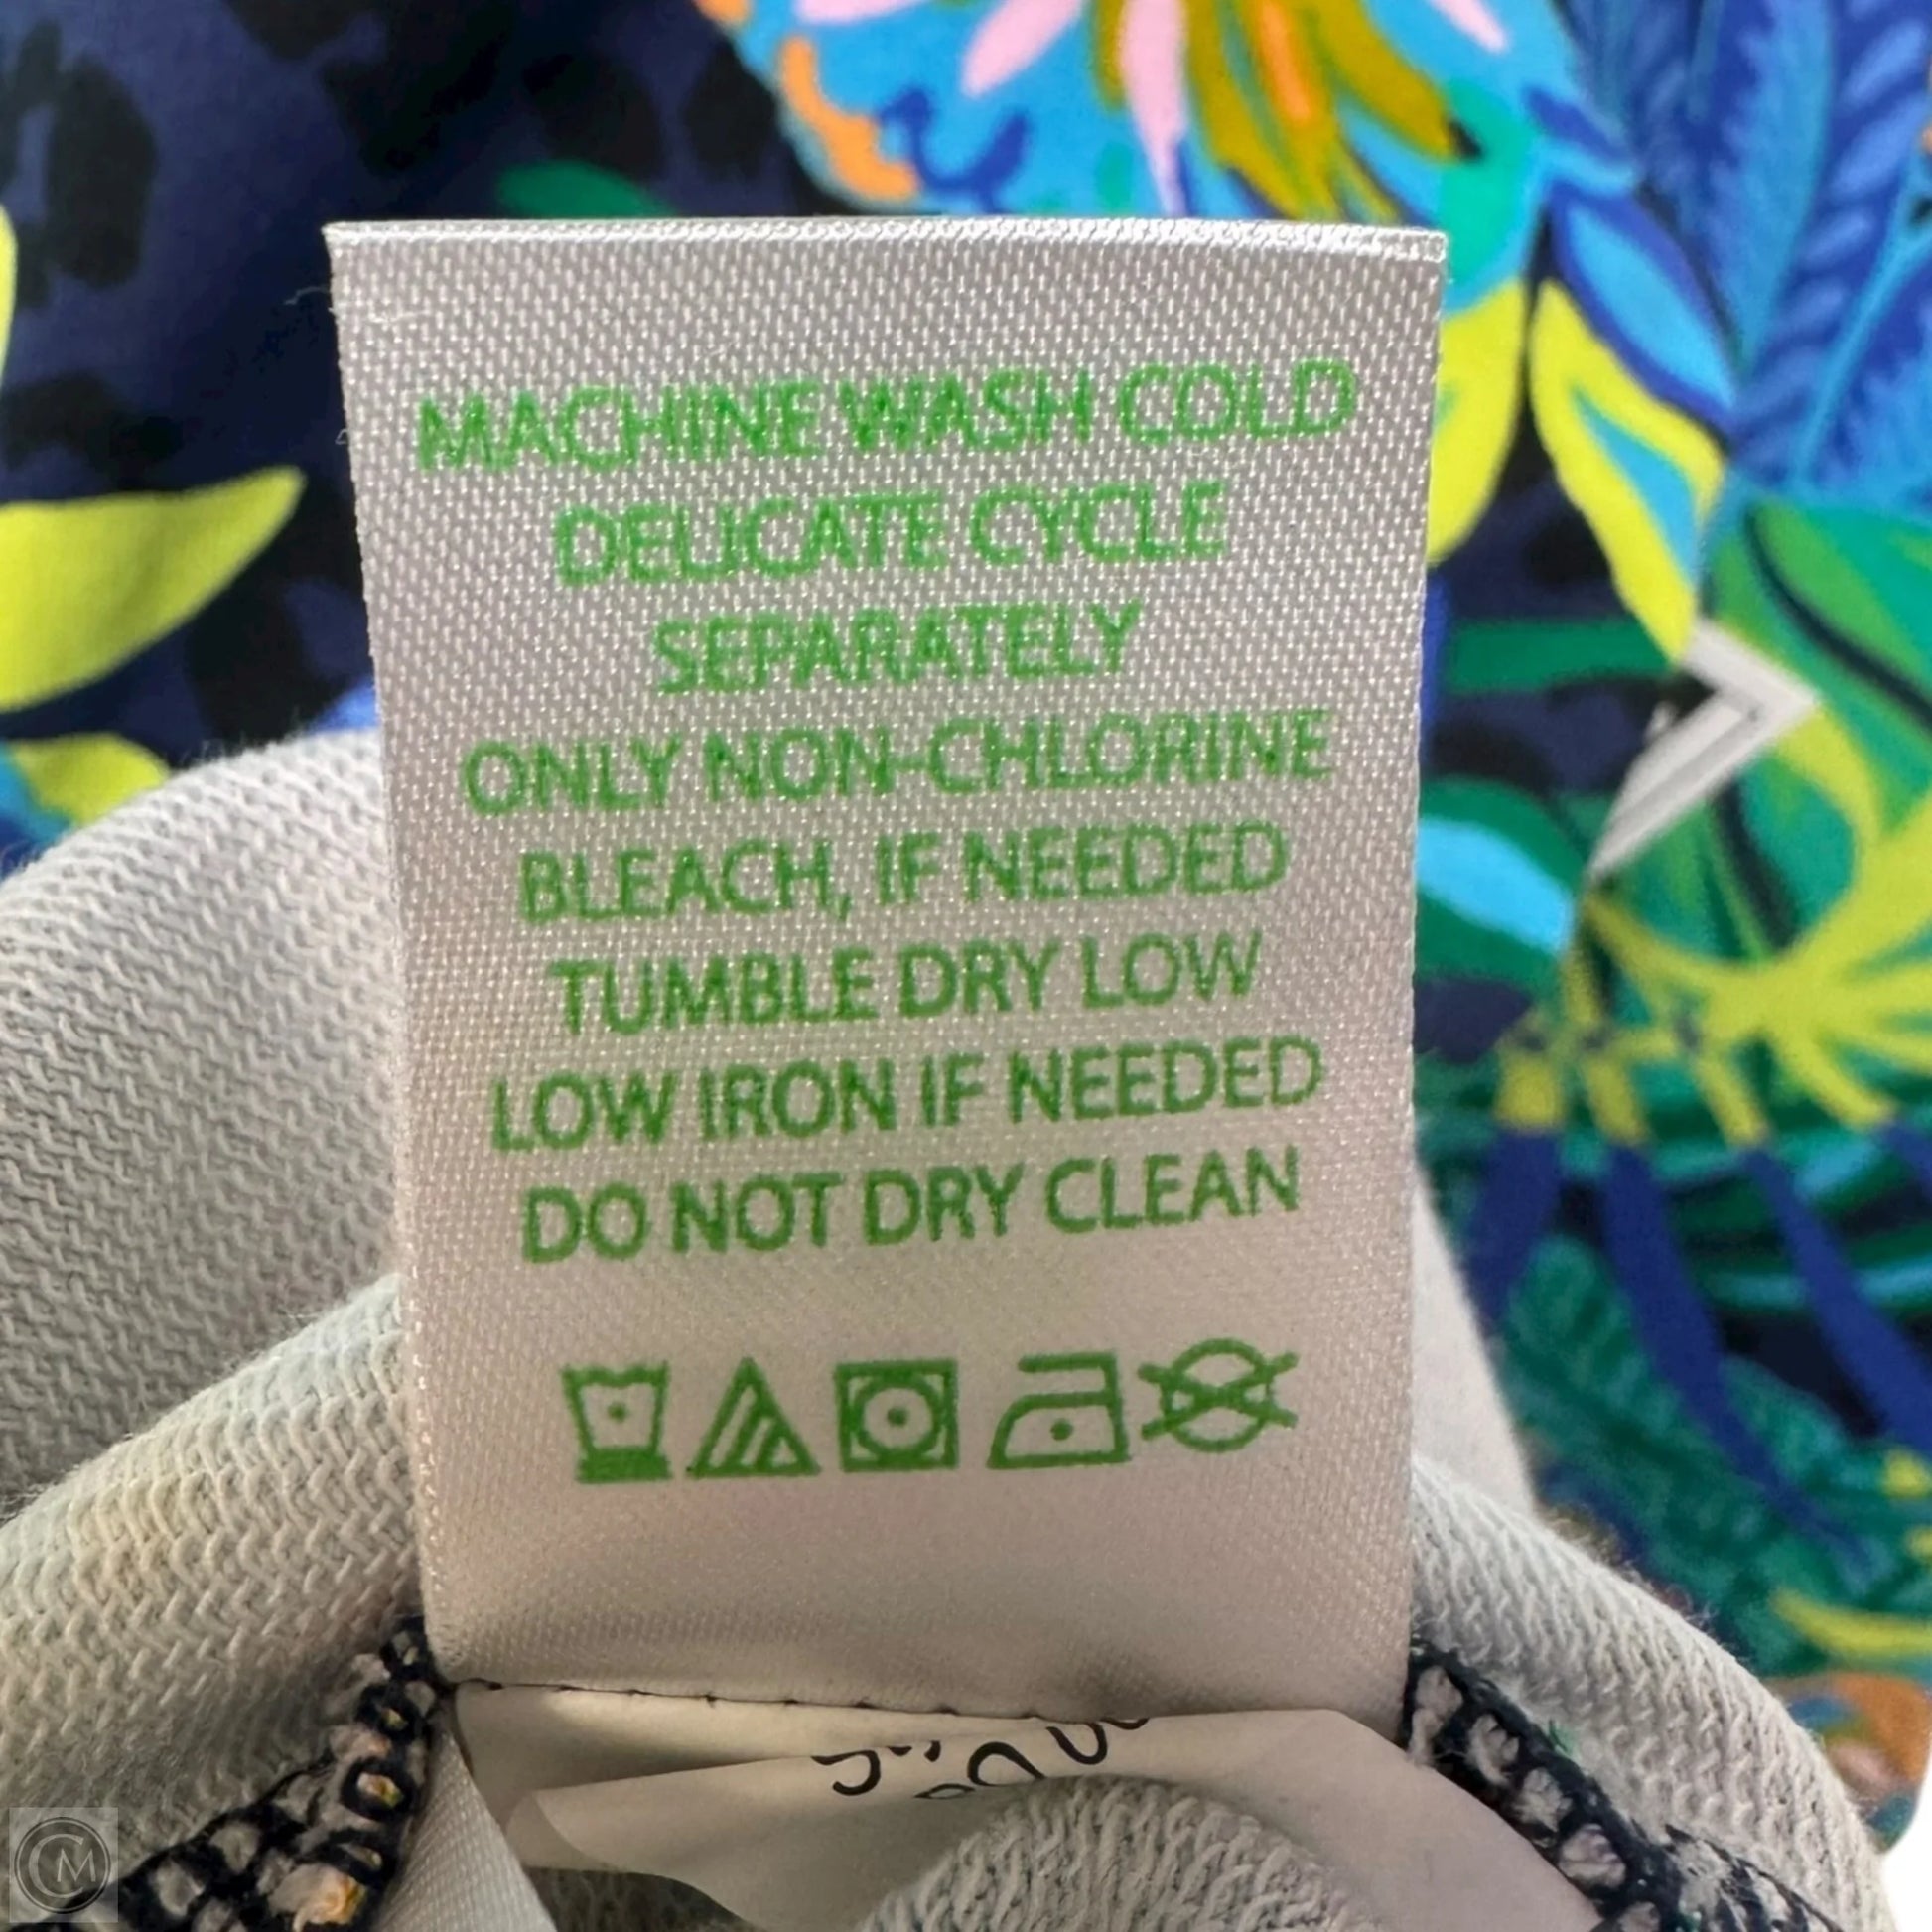 MACHINE WASH COLD
DELICATE CYCLE
SEPARATELY
ONLY NON-CHLORINE
BLEACH, IF NEEDED
TUMBLE DRY LOW
LOW IRON IF NEEDED
DO NOT DRY CLEAN
CM